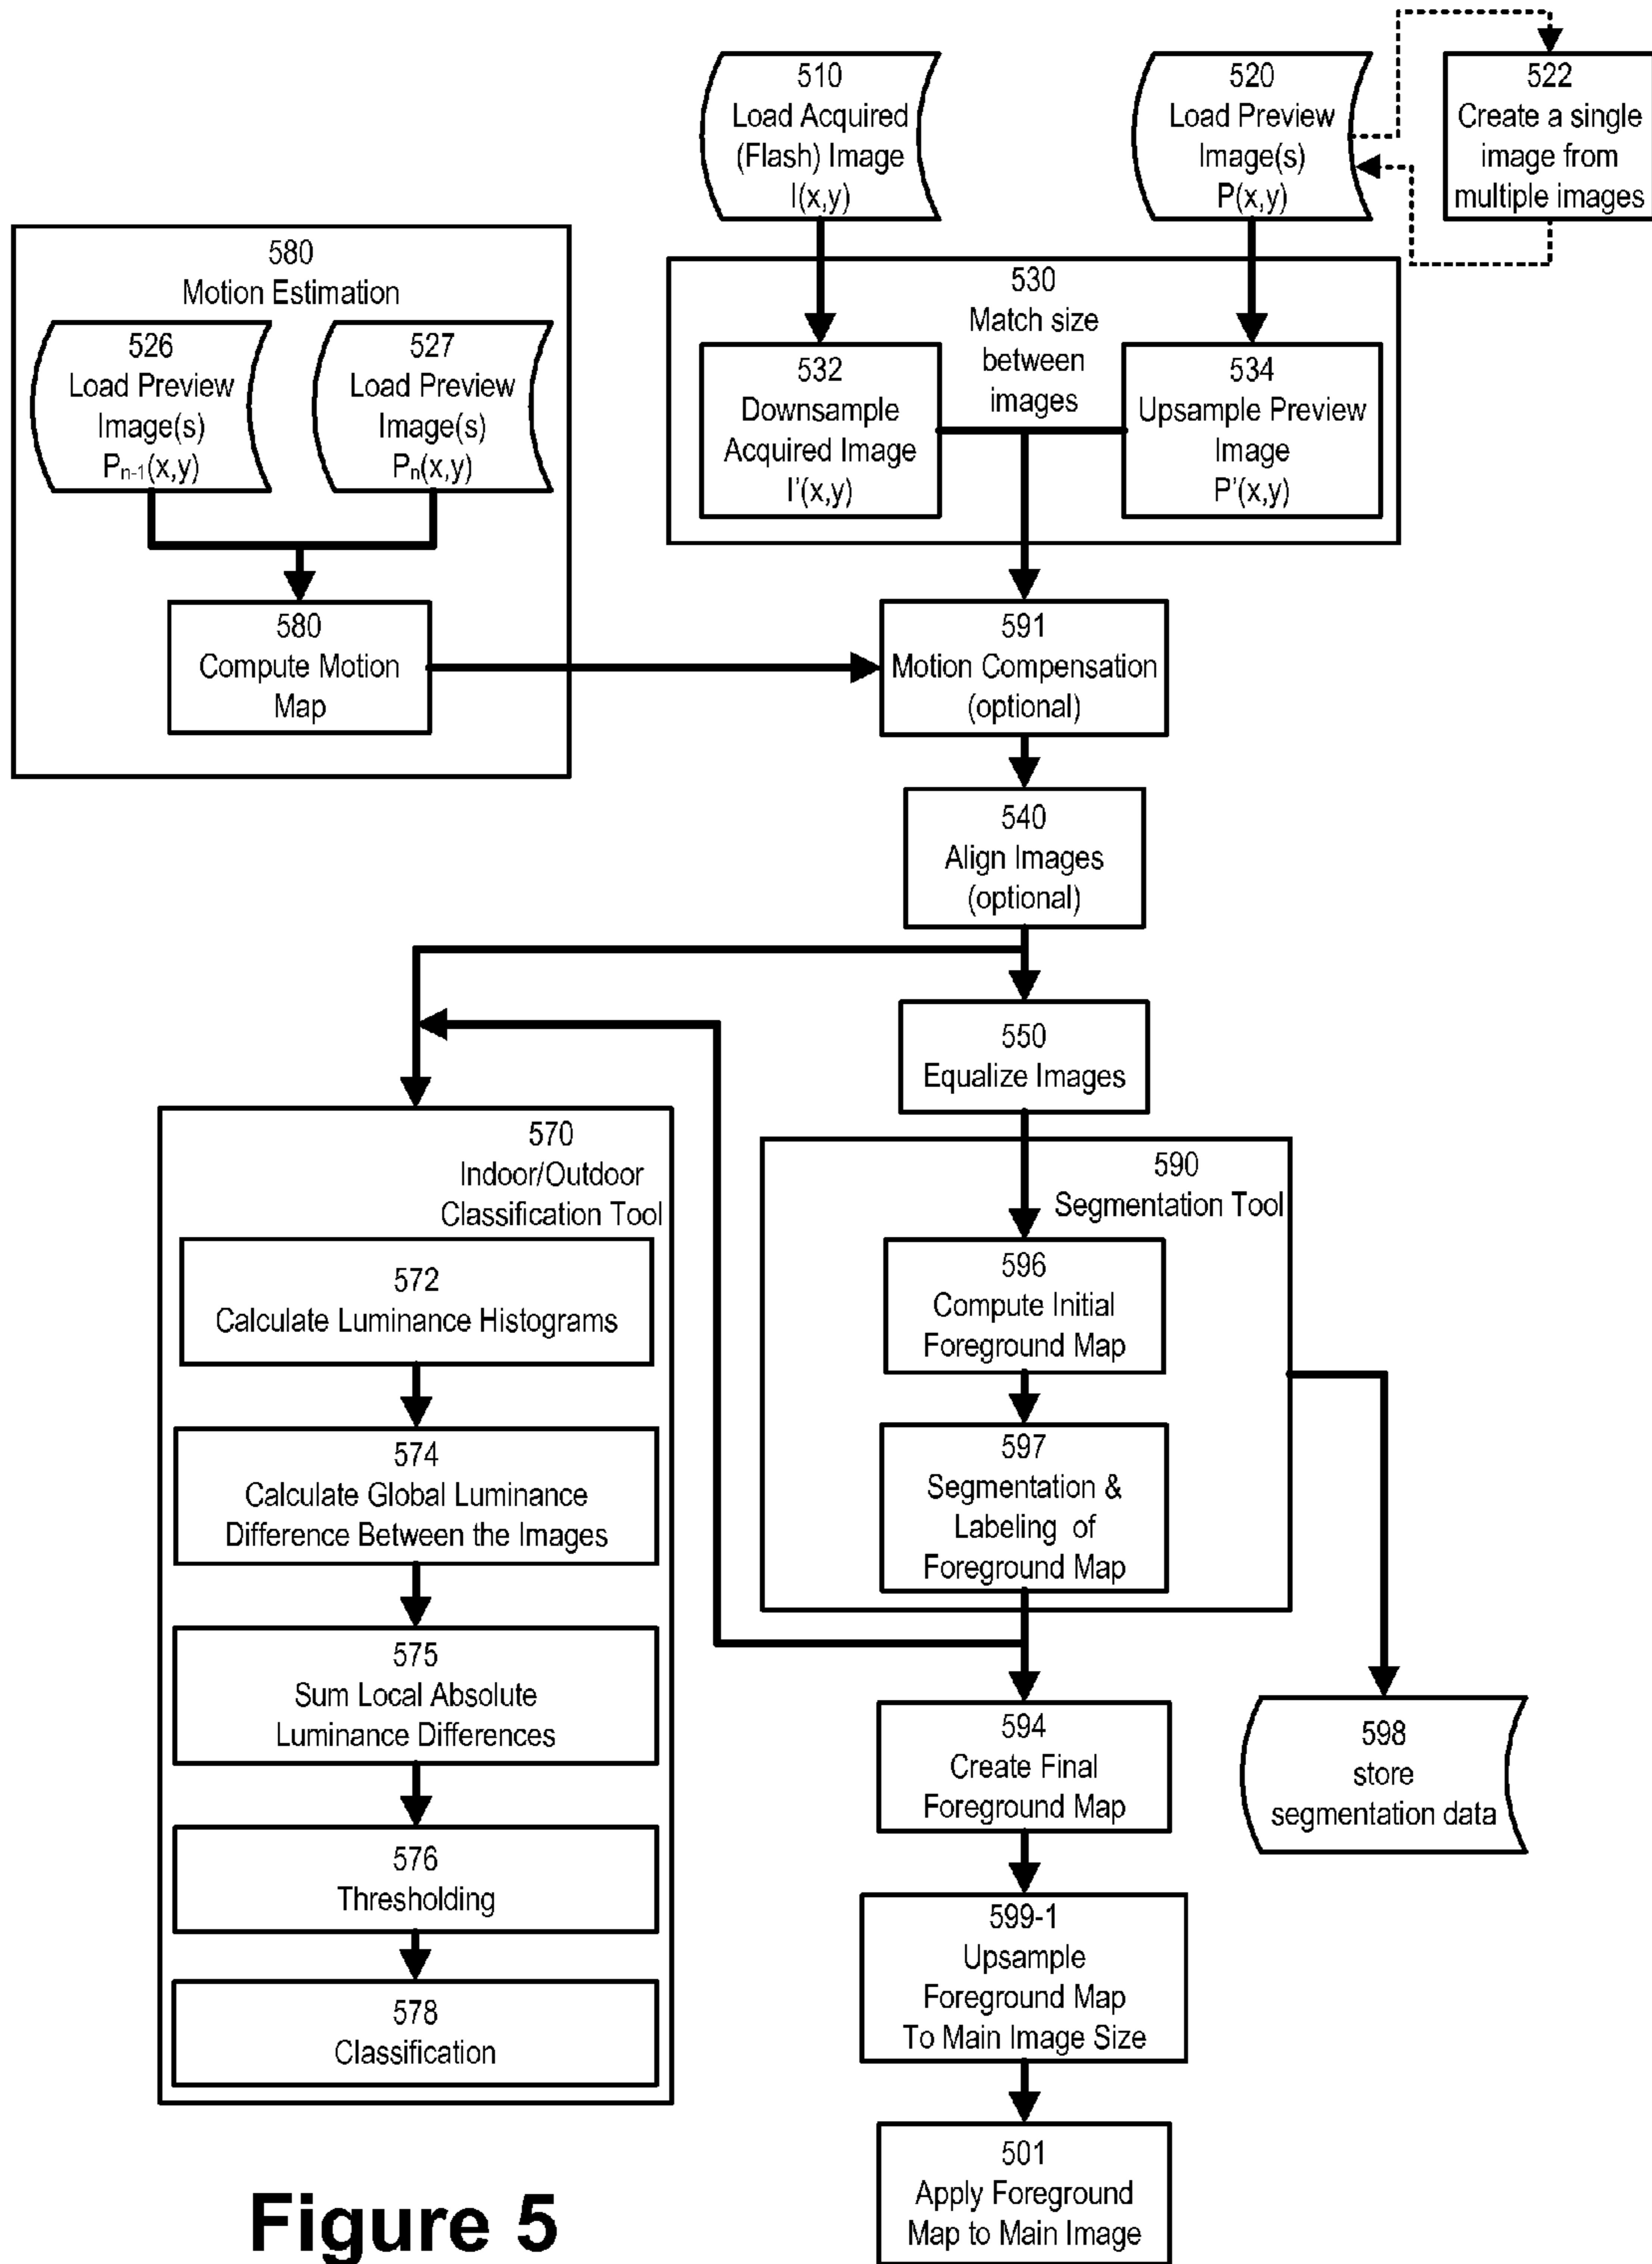 510
Load Acquired
(Flash) Image
I(x,y)
520
Load Preview
Image(s)
P(x,y)
522
Create a single
image from
multiple images
580
Motion Estimation
526
Load Preview
Image(s)
Pn-1(x,y)
527
Load Preview
Image(s)
Pn(x,y)
580
Compute Motion
Map
530
Match size
between
images
532
Downsample
Acquired Image
I'(x,y)
534
Upsample Preview
Image
P'(x,y)
591
Motion Compensation
(optional)
540
Align Images
(optional)
550
Equalize Images
570
Indoor/Outdoor
Classification Tool
572
Calculate Luminance Histograms
574
Calculate Global Luminance
Difference Between the Images
575
Sum Local Absolute
Luminance Differences
576
Thresholding
578
Classification
590
Segmentation Tool
596
Compute Initial
Foreground Map
597
Segmentation &
Labeling of
Foreground Map
594
Create Final
Foreground Map
598
store
segmentation data
599-1
Upsample
Foreground Map
To Main Image Size
501
Apply Foreground
Map to Main Image
Figure 5